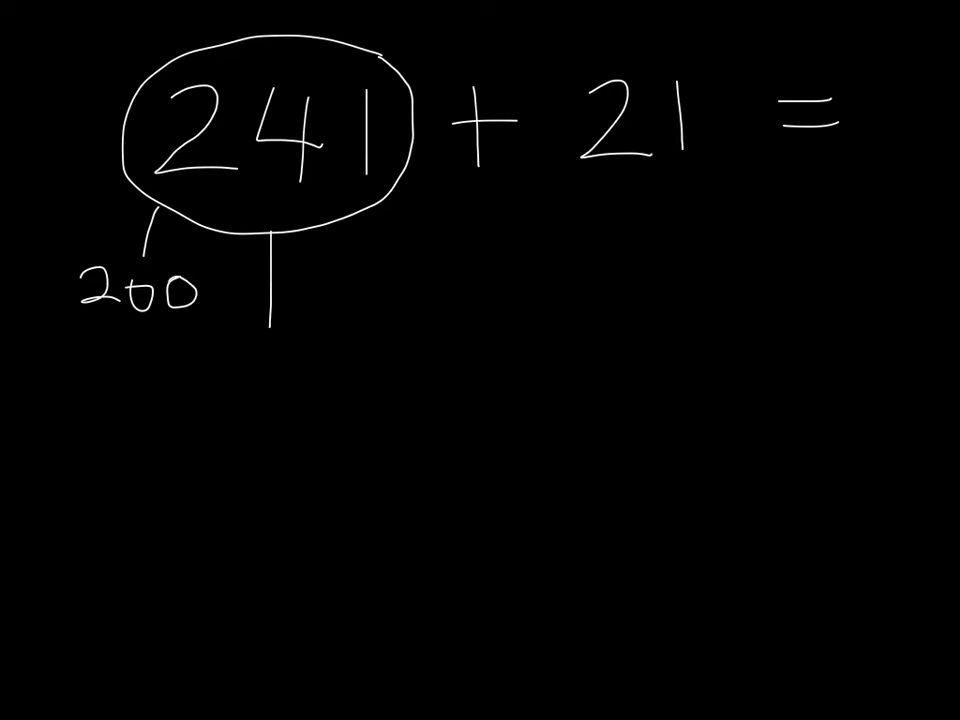 241 + 21 =
200